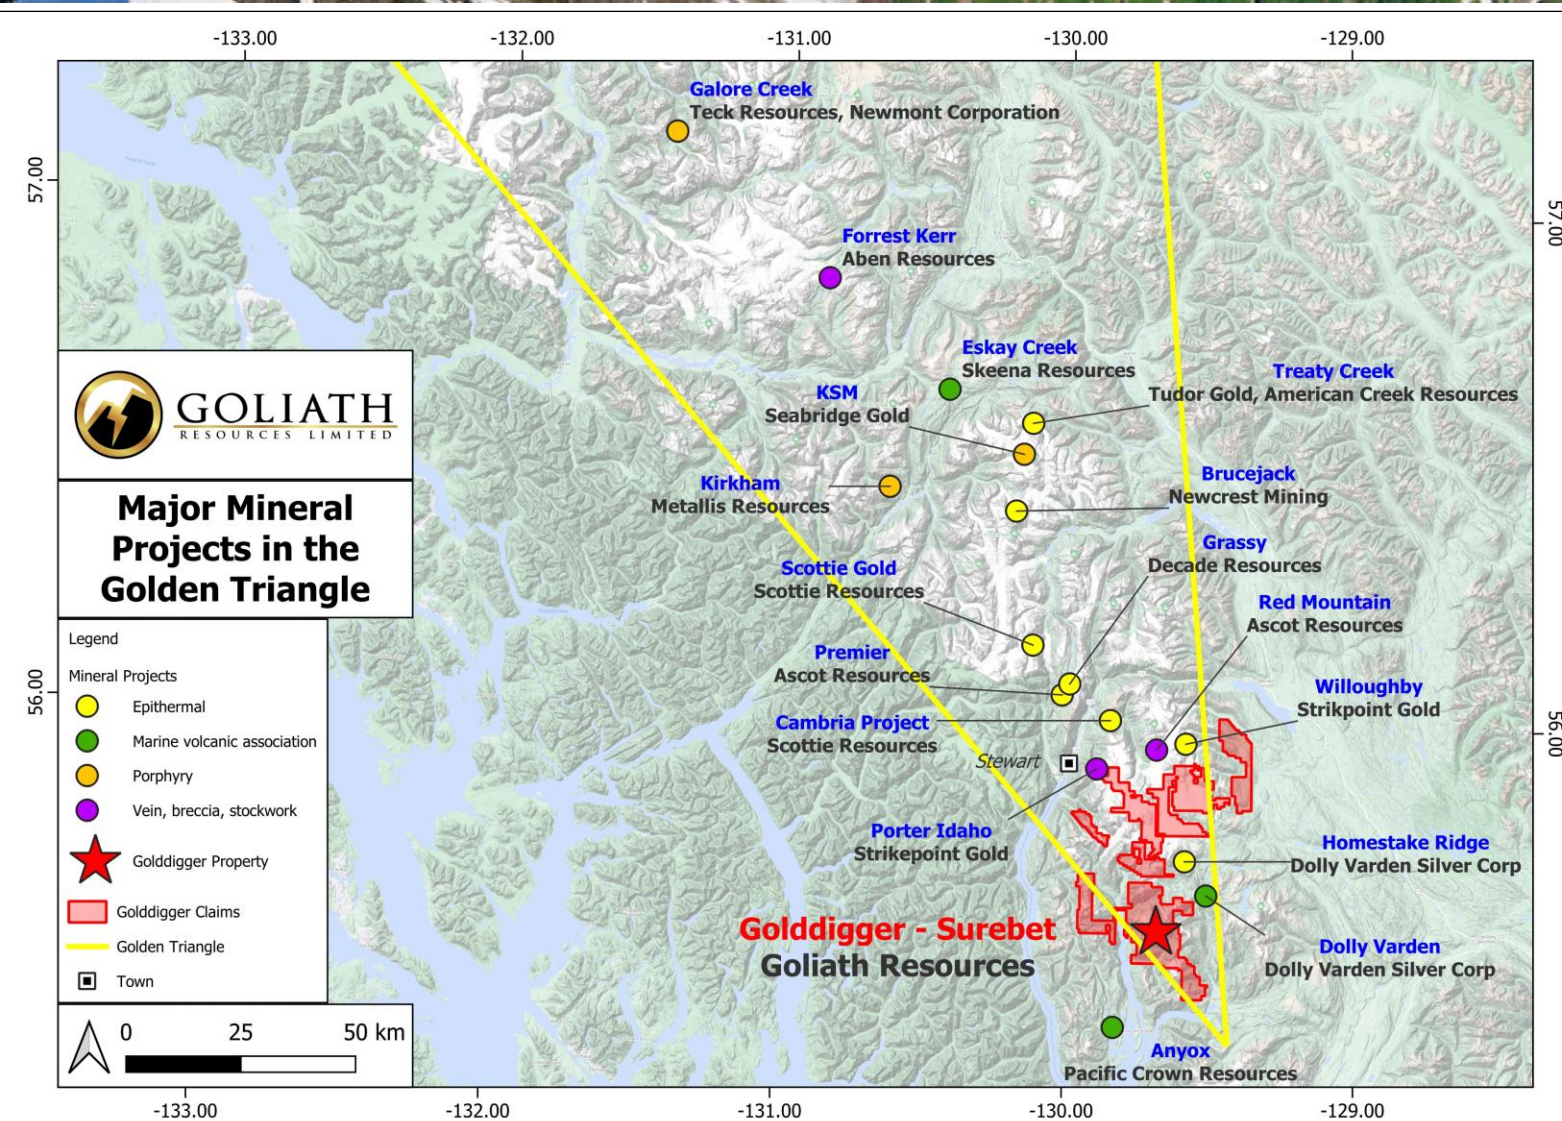 -133.00 -132.00 -131.00 -130.00 -129.00
Galore Creek
Teck Resources, Newmont Corporation
57.00
57.00
Forrest Kerr
Aben Resources
Eskay Creek
Skeena Resources
Treaty Creek
Tudor Gold, American Creek Resources
KSM
Seabridge Gold
GOLIATH
RESOURCES LIMITED
Kirkham
Metallis Resources
Brucejack
Newcrest Mining
Major Mineral
Projects in the
Golden Triangle
Grassy
Decade Resources
Scottie Gold
Scottie Resources
Red Mountain
Ascot Resources
Premier
Ascot Resources
56.00
56.00
Willoughby
Strikpoint Gold
Cambria Project
Scottie Resources
Stewart
Porter Idaho
Strikepoint Gold
Homestake Ridge
Dolly Varden Silver Corp
Golddigger - Surebet
Goliath Resources
Dolly Varden
Dolly Varden Silver Corp
Anyox
Pacific Crown Resources
Legend
Mineral Projects
Epithermal
Marine volcanic association
Porphyry
Vein, breccia, stockwork
Golddigger Property
Golddigger Claims
Golden Triangle
Town
0 25 50 km
-133.00 -132.00 -131.00 -130.00 -129.00